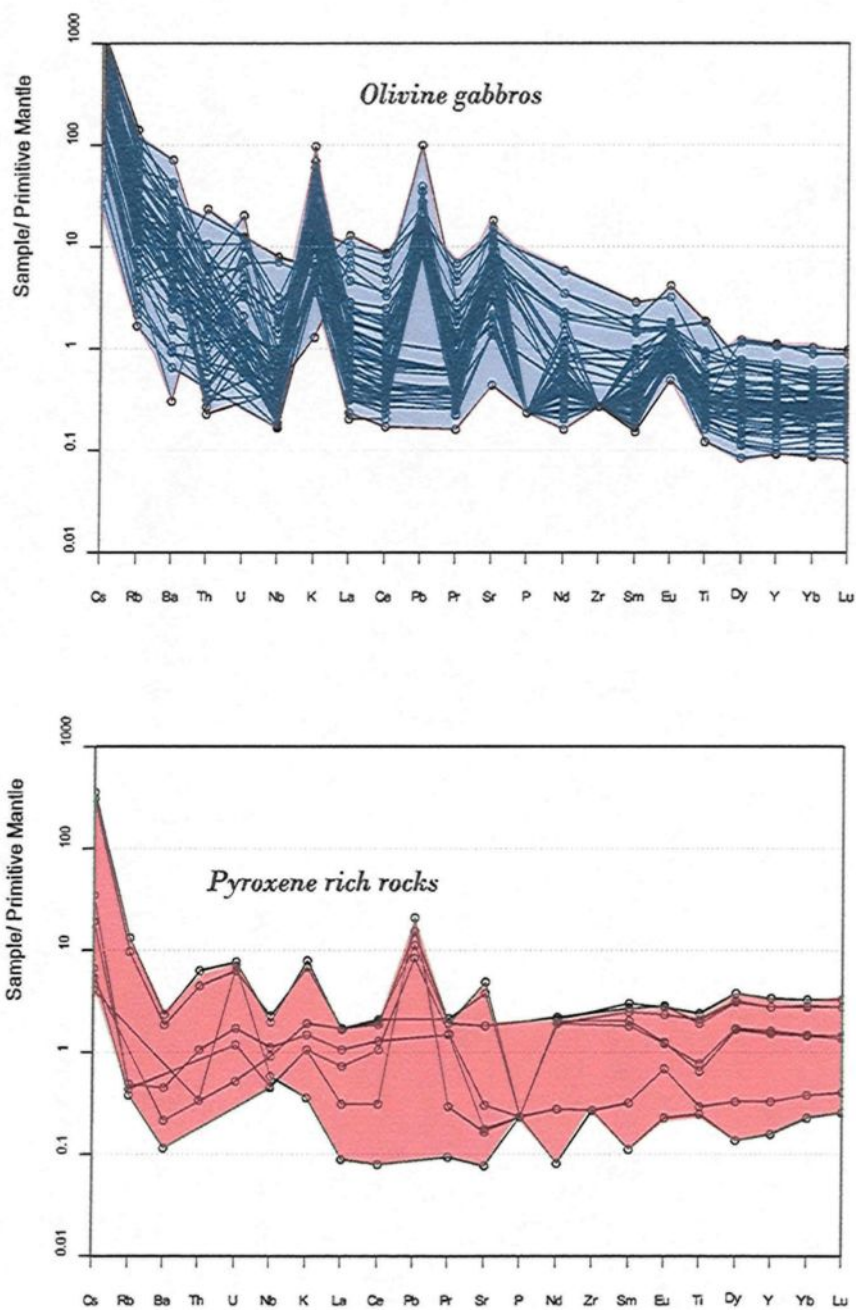 1000
Olivine gabbros
100
Sample/ Primitive Mantle
10
1
0.1
0.01
Cs Rb Ba Th U Nb K La Ce Pb Pr Sr P Nd Zr Sm Eu Ti Dy Y Yb Lu
1000
100
Pyroxene rich rocks
Sample/ Primitive Mantle
10
1
0.1
0.01
Cs Rb Ba Th U Nb K La Ce Pb Pr Sr P Nd Zr Sm Eu Ti Dy Y Yb Lu